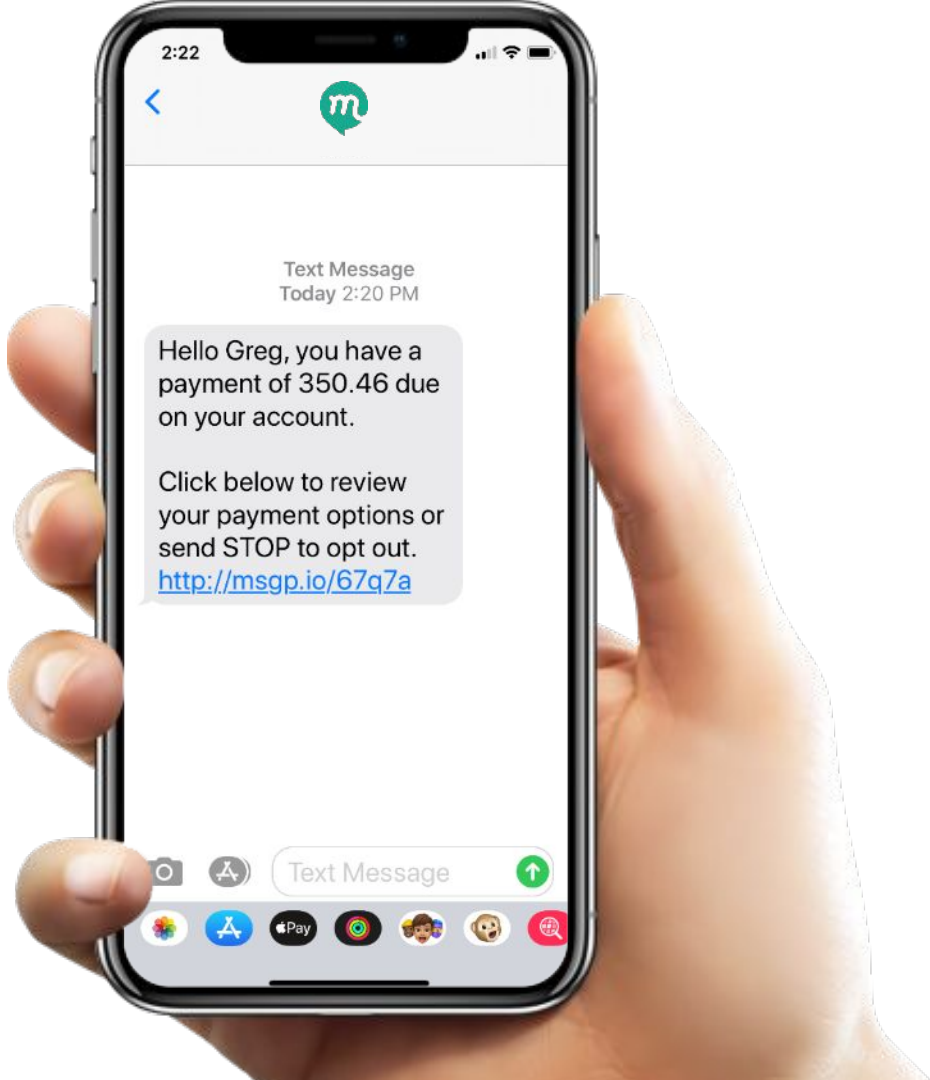 2:22
m
Text Message
Today 2:20 PM
Hello Greg, you have a
payment of 350.46 due
on your account.
Click below to review
your payment options or
send STOP to opt out.
http://msgp.io/67q7a
Text Message
Pay